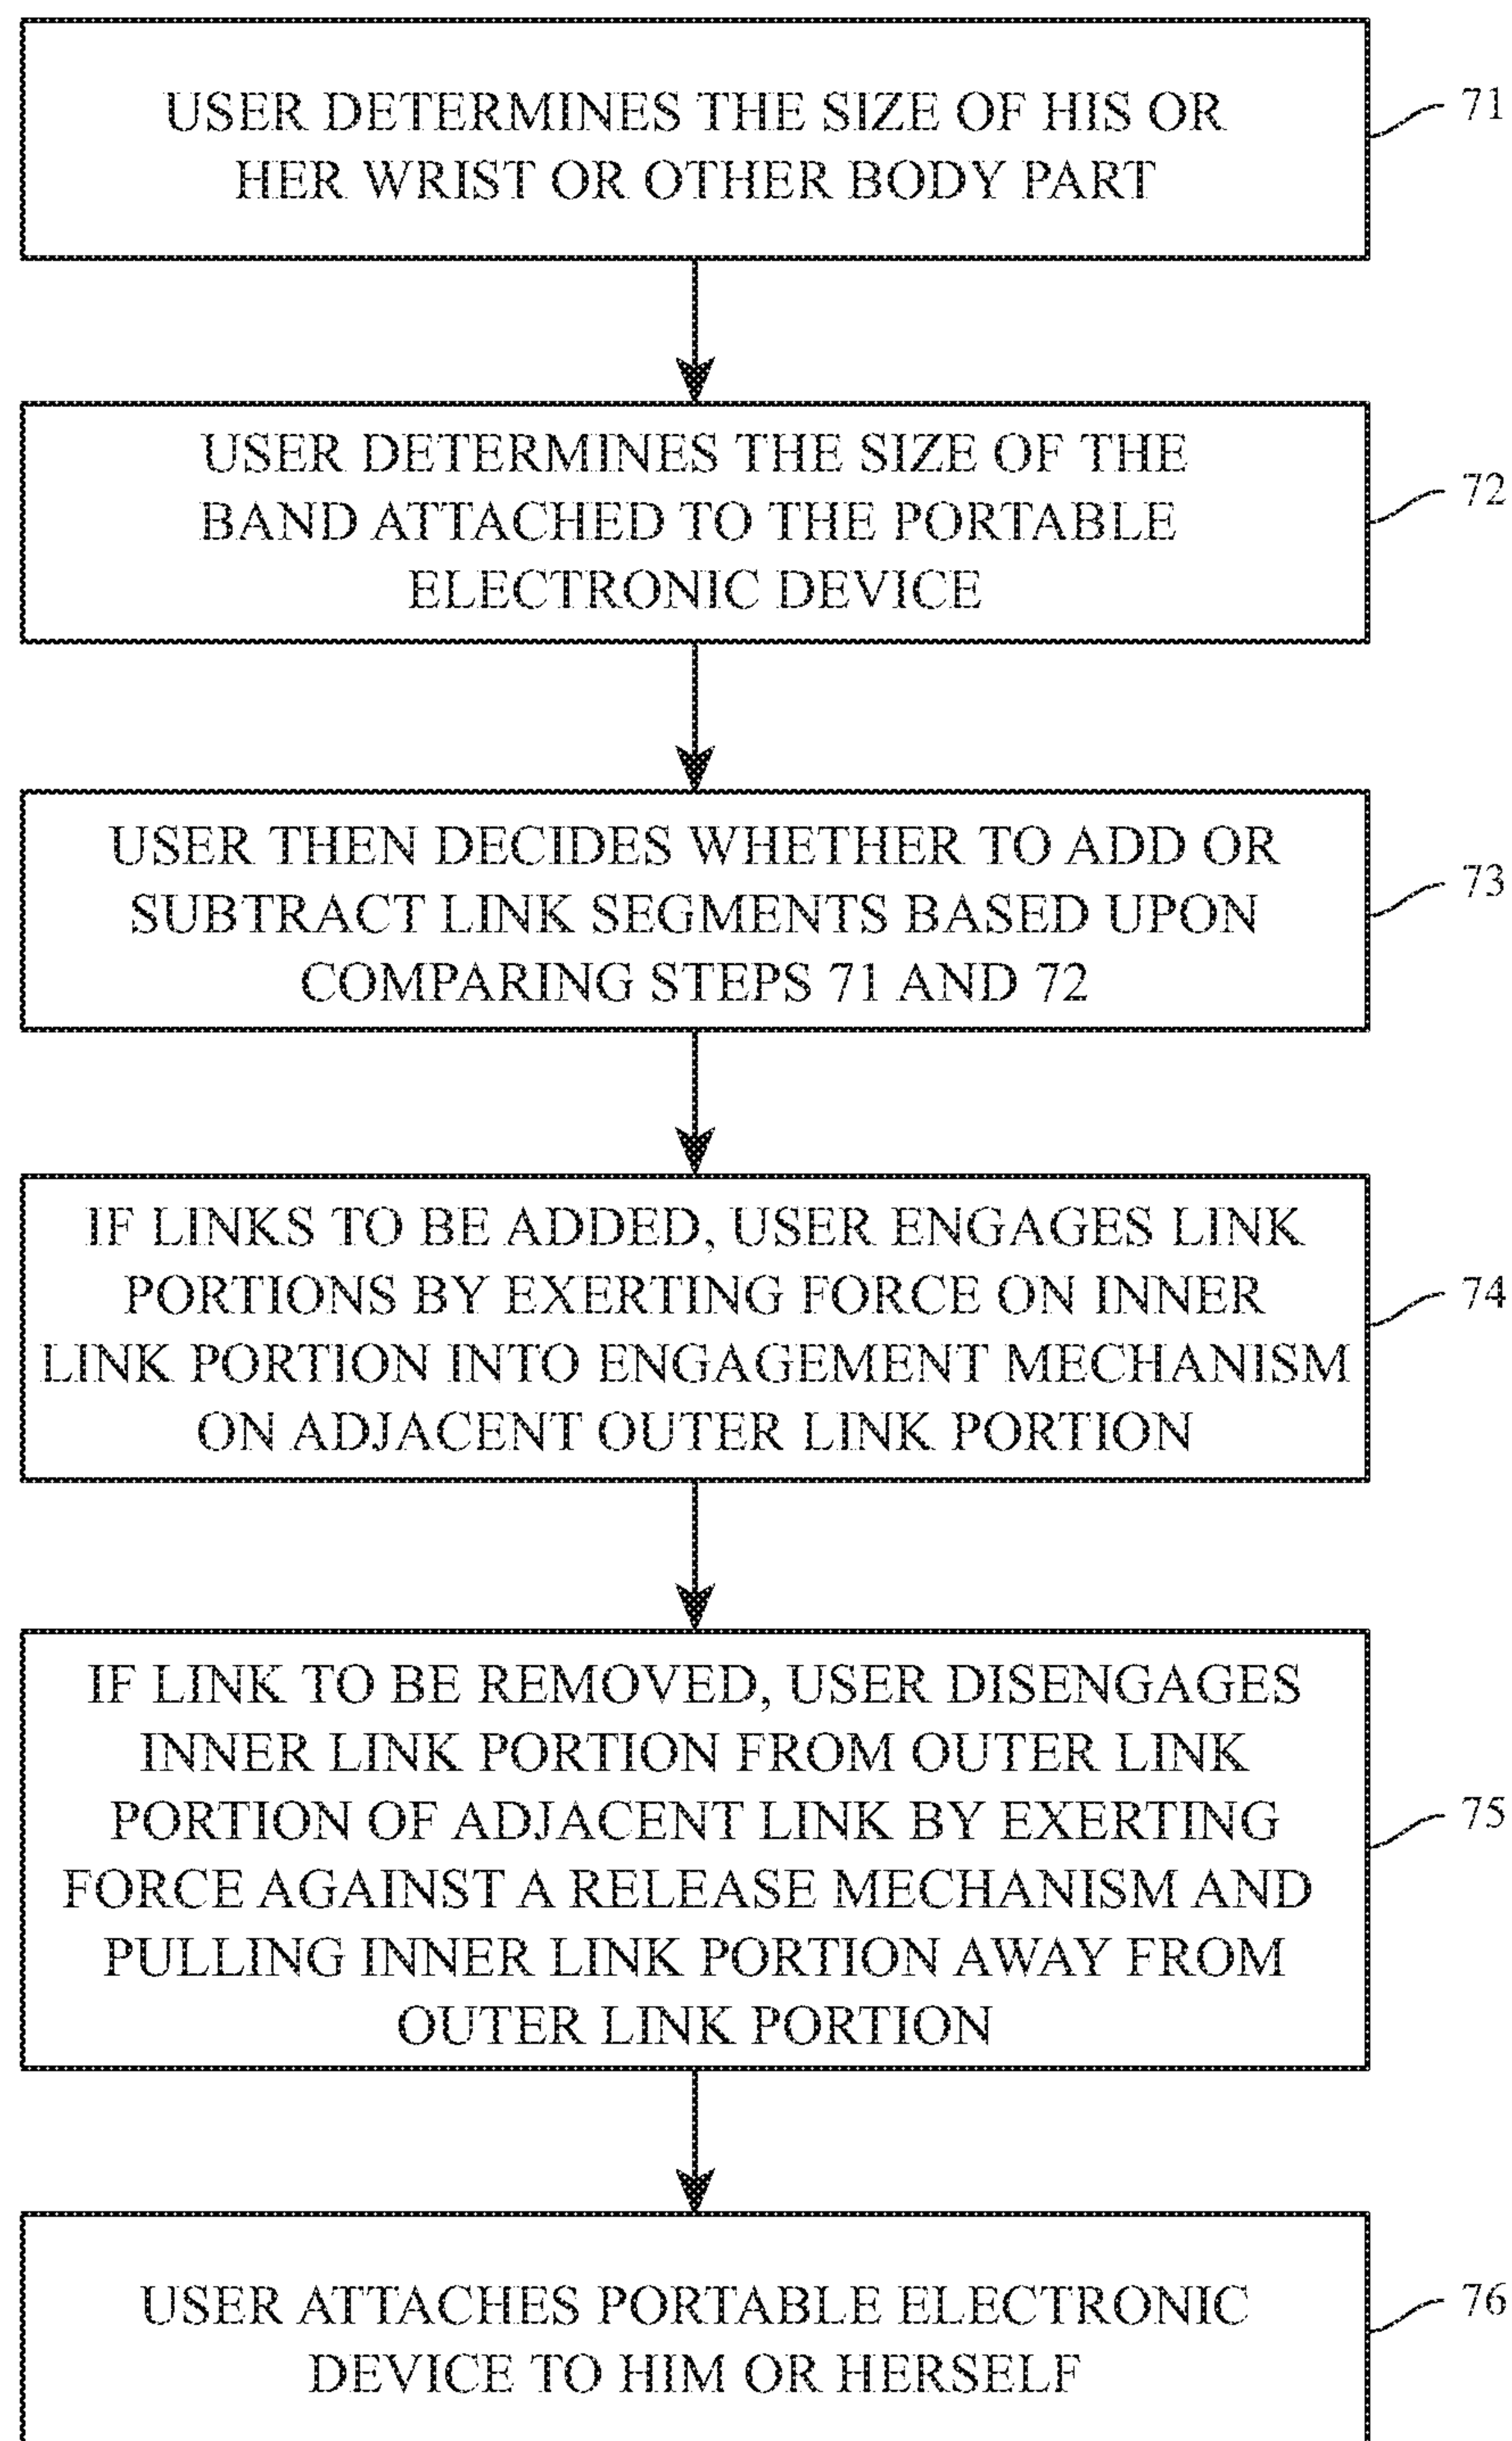 USER DETERMINES THE SIZE OF HIS OR
HER WRIST OR OTHER BODY PART
71
USER DETERMINES THE SIZE OF THE
BAND ATTACHED TO THE PORTABLE
ELECTRONIC DEVICE
72
USER THEN DECIDES WHETHER TO ADD OR
SUBTRACT LINK SEGMENTS BASED UPON
COMPARING STEPS 71 AND 72
73
IF LINKS TO BE ADDED, USER ENGAGES LINK
PORTIONS BY EXERTING FORCE ON INNER
LINK PORTION INTO ENGAGEMENT MECHANISM
ON ADJACENT OUTER LINK PORTION
74
IF LINK TO BE REMOVED, USER DISENGAGES
INNER LINK PORTION FROM OUTER LINK
PORTION OF ADJACENT LINK BY EXERTING
FORCE AGAINST A RELEASE MECHANISM AND
PULLING INNER LINK PORTION AWAY FROM
OUTER LINK PORTION
75
USER ATTACHES PORTABLE ELECTRONIC
DEVICE TO HIM OR HERSELF
76